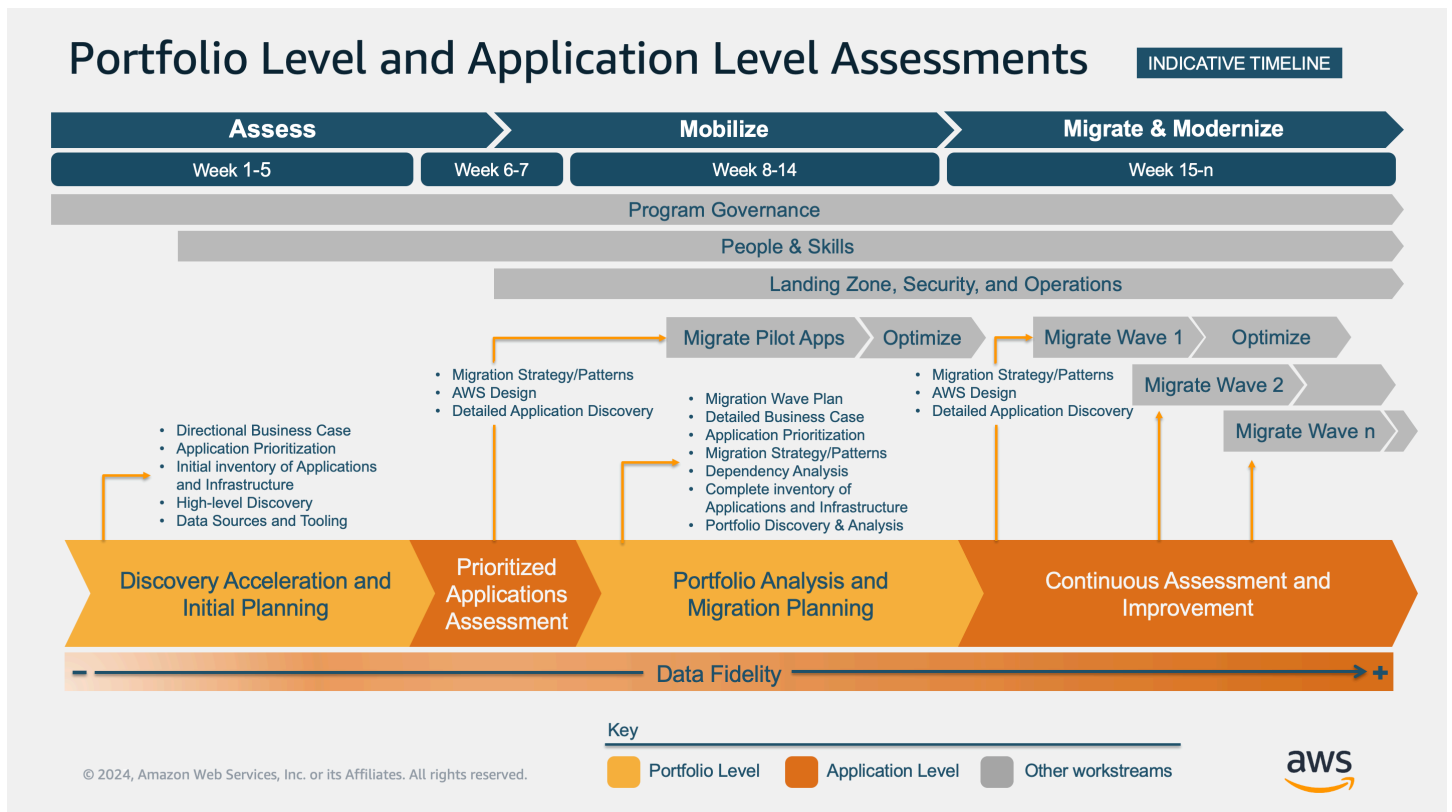 Portfolio Level and Application Level Assessments
INDICATIVE TIMELINE
Assess
Mobilize
Migrate & Modernize
Week 1-5
Week 6-7
Week 8-14
Week 15-n
Program Governance
People & Skills
Landing Zone, Security, and Operations
Migrate Pilot Apps
Optimize
Migrate Wave 1
Optimize
Migrate Wave 2
Migrate Wave n
• Directional Business Case
• Application Prioritization
• Initial inventory of Applications
and Infrastructure
• High-level Discovery
• Data Sources and Tooling
• Migration Strategy/Patterns
• AWS Design
• Detailed Application Discovery
• Migration Wave Plan
• Detailed Business Case
• Application Prioritization
• Migration Strategy/Patterns
• Dependency Analysis
• Complete inventory of
Applications and Infrastructure
• Portfolio Discovery & Analysis
• Migration Strategy/Patterns
• AWS Design
• Detailed Application Discovery
Discovery Acceleration and
Initial Planning
Prioritized
Applications
Assessment
Portfolio Analysis and
Migration Planning
Continuous Assessment and
Improvement
- Data Fidelity +
Key
Portfolio Level
Application Level
Other workstreams
© 2024, Amazon Web Services, Inc. or its Affiliates. All rights reserved.
aws